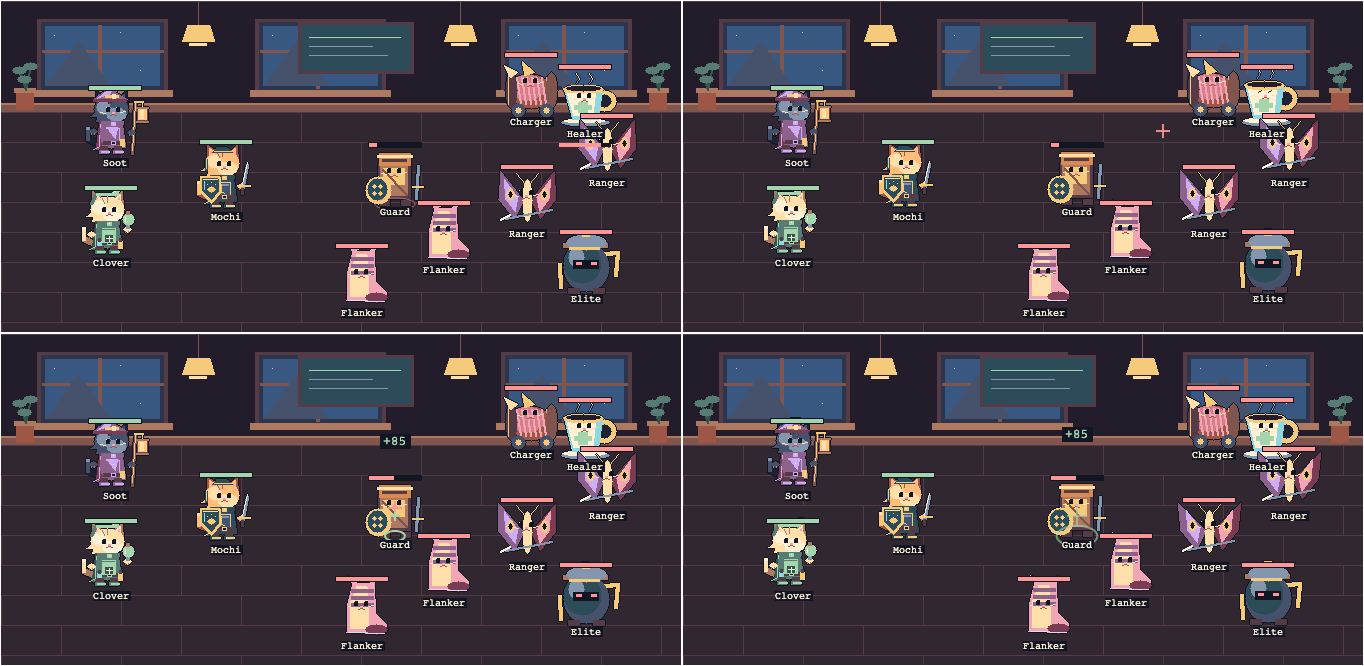 Charger
Healer
Soot
Ranger
Mochi
Guard
Ranger
Clover
Flanker
Elite
Flanker
Charger
Healer
Soot
Ranger
Mochi
Guard
Ranger
Clover
Flanker
Elite
Flanker
+85
Charger
Healer
Soot
Ranger
Mochi
Guard
Ranger
Clover
Flanker
Elite
Flanker
+85
Charger
Healer
Soot
Ranger
Mochi
Guard
Ranger
Clover
Flanker
Elite
Flanker